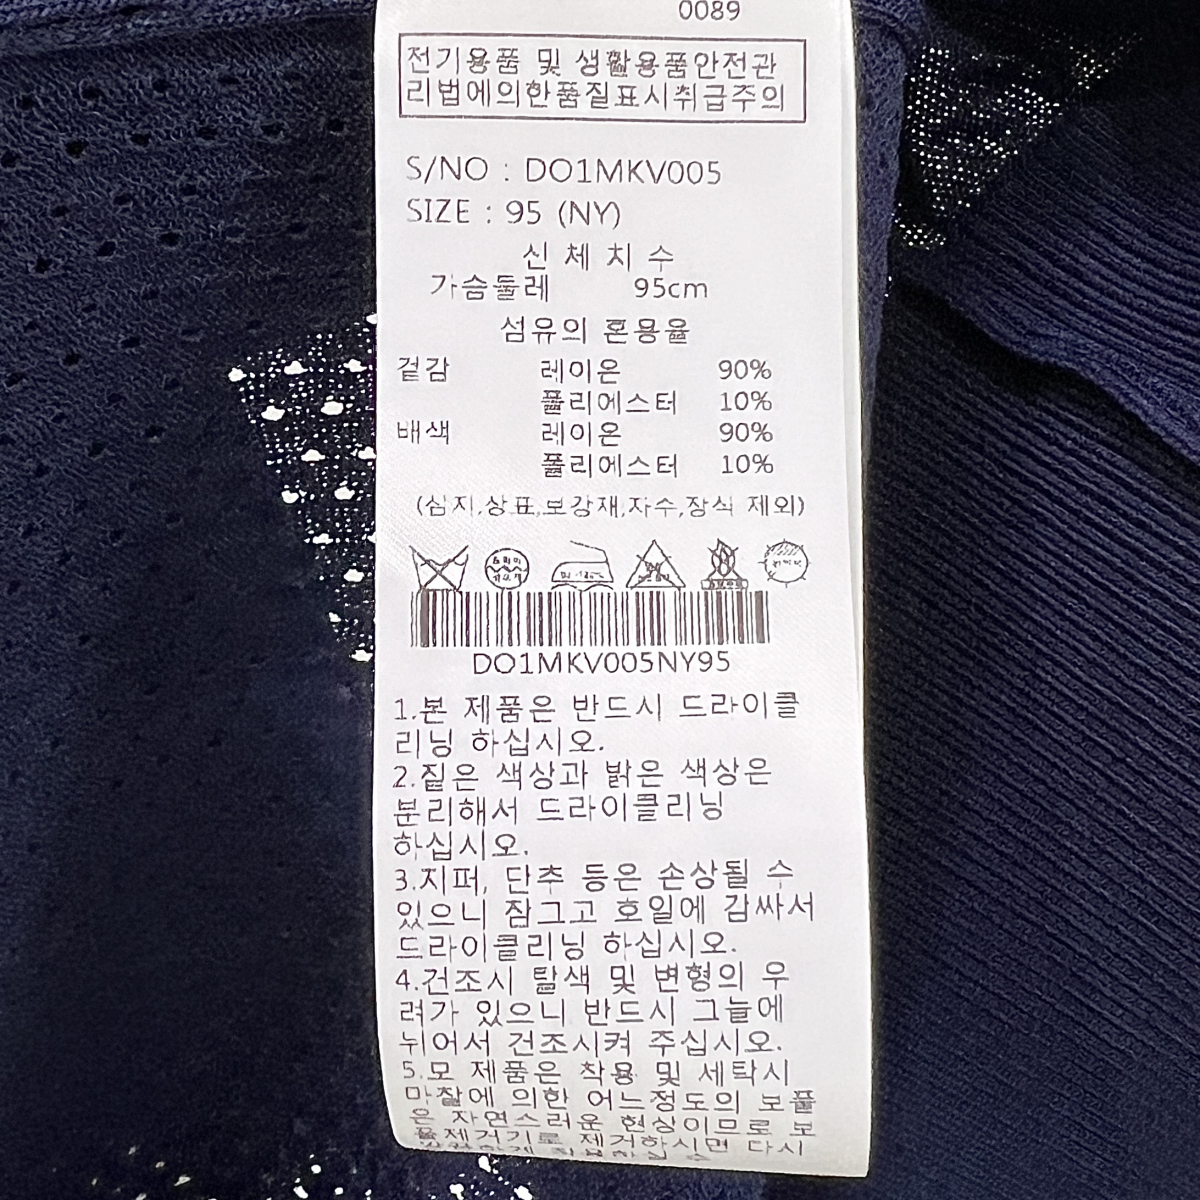 0089
전기용품 및 생활용품안전관
리법에의한품질표시취급주의
S/NO : DO1MKV005
SIZE : 95 (NY)
신 체 치 수
가슴둘레 95cm
섬유의 혼용율
겉감 레이온 90%
폴리에스터 10%
배색 레이온 90%
폴리에스터 10%
(심지,상표,보강재,자수,장식 제외)
DO1MKV005NY95
1.본 제품은 반드시 드라이클
리닝 하십시오.
2.짙은 색상과 밝은 색상은
분리해서 드라이클리닝
하십시오.
3.지퍼, 단추 등은 손상될 수
있으니 잠그고 호일에 감싸서
드라이클리닝 하십시오.
4.건조시 탈색 및 변형의 우
려가 있으니 반드시 그늘에
뉘어서 건조시켜 주십시오.
5.모 제품은 착용 및 세탁시
마찰에 의한 어느정도의 보풀
은 자연스러운 현상이므로 보
풀제거기로 제거하시면 다시